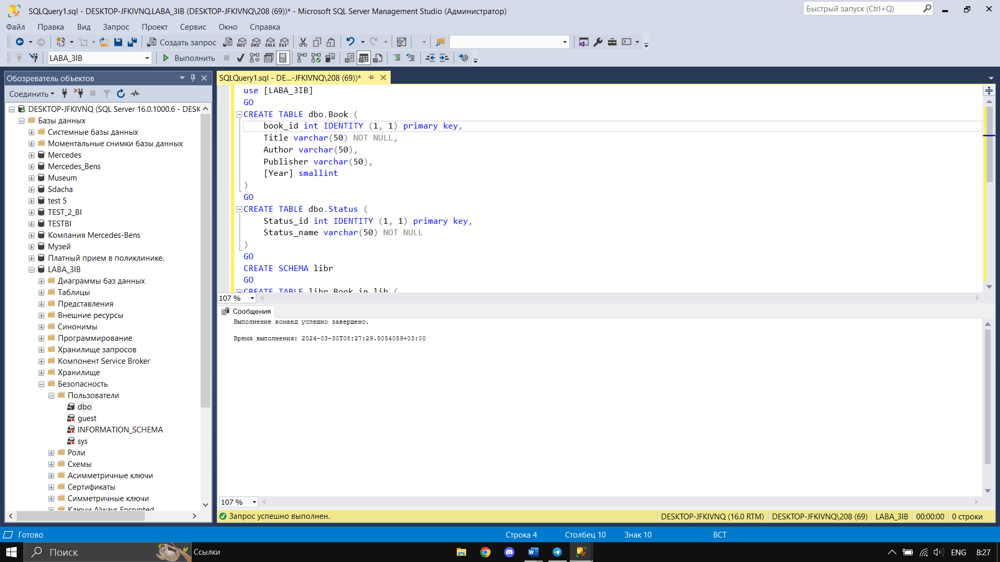 SQLQuery1.sql - DESKTOP-JFKIVNQ.LABA_3IB (DESKTOP-JFKIVNQ\208 (69))* - Microsoft SQL Server Management Studio (Администратор)
Быстрый запуск (Ctrl+Q)
Файл Правка Вид Запрос Проект Сервис Окно Справка
Создать запрос MDX DMX XMLA DAX
LABA_3IB Выполнить
Обозреватель объектов
Соединить
DESKTOP-JFKIVNQ (SQL Server 16.0.1000.6 - DESK
Базы данных
Системные базы данных
Моментальные снимки базы данных
Mercedes
Mercedes_Bens
Museum
Sdacha
test 5
TEST_2_BI
TESTBI
Компания Mercedes-Bens
Музей
Платный прием в поликлинике.
LABA_3IB
Диаграммы баз данных
Таблицы
Представления
Внешние ресурсы
Синонимы
Программирование
Хранилище запросов
Компонент Service Broker
Хранилище
Безопасность
Пользователи
dbo
guest
INFORMATION_SCHEMA
sys
Роли
Схемы
Асимметричные ключи
Сертификаты
Симметричные ключи
Ключи Always Encrypted
SQLQuery1.sql - DE...-JFKIVNQ\208 (69))*
use [LABA_3IB]
GO
CREATE TABLE dbo.Book (
book_id int IDENTITY (1, 1) primary key,
Title varchar(50) NOT NULL,
Author varchar(50),
Publisher varchar(50),
[Year] smallint
)
GO
CREATE TABLE dbo.Status (
Status_id int IDENTITY (1, 1) primary key,
Status_name varchar(50) NOT NULL
)
GO
CREATE SCHEMA libr
GO
CREATE TABLE libr.Book_in_lib (
107 %
Сообщения
Выполнение команд успешно завершено.
Время выполнения: 2024-03-30T08:27:29.5054059+03:00
107 %
Запрос успешно выполнен. DESKTOP-JFKIVNQ (16.0 RTM) DESKTOP-JFKIVNQ\208 (69) LABA_3IB 00:00:00 0 строки
Готово Строка 4 Столбец 10 Знак 10 ВСТ
Поиск Ссылки ENG 8:27